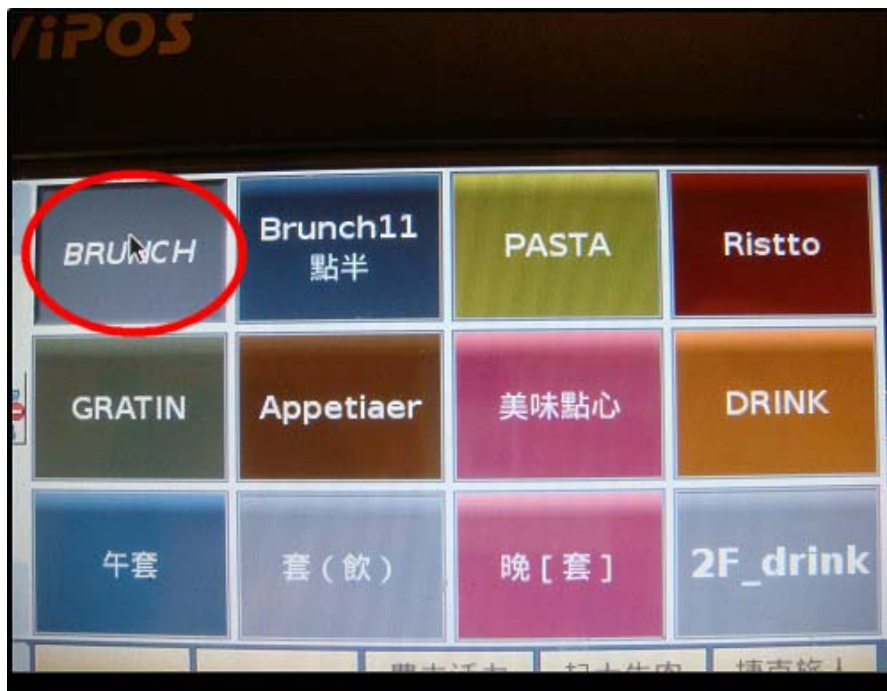 ViPOS
BRUNCH
Brunch11
點半
PASTA
Ristto
GRATIN
Appetiaer
美味點心
DRINK
午套
套(飲)
晚[套]
2F_drink